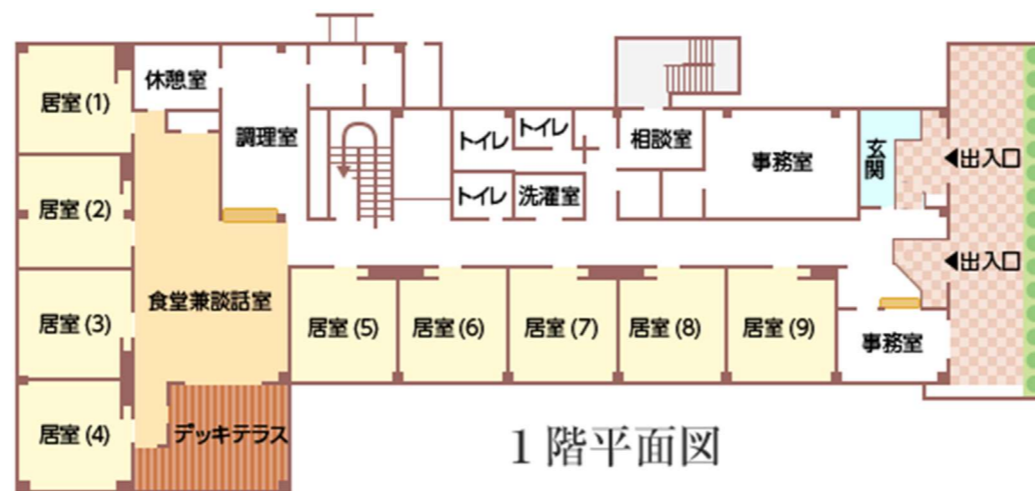 休憩室
居室(1)
調理室
トイレ
トイレ
相談室
事務室
玄関
◀出入口
居室(2)
トイレ
洗濯室
◀出入口
食堂兼談話室
居室(3)
居室(5)
居室(6)
居室(7)
居室(8)
居室(9)
事務室
居室(4)
デッキテラス
1階平面図